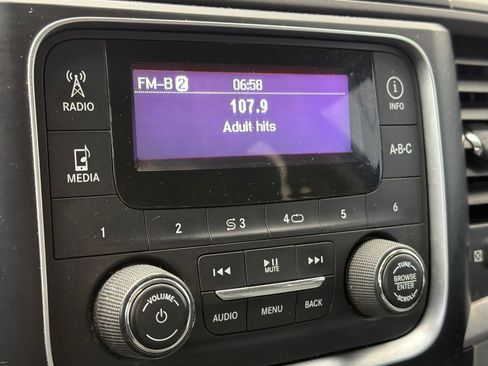 FM-B 2 06:58
107.9
Adult hits
RADIO
MEDIA
INFO
A•B•C
1 2 3 4 5 6
MUTE
AUDIO MENU BACK
VOLUME
TUNE
BROWSE
ENTER
SCROLL